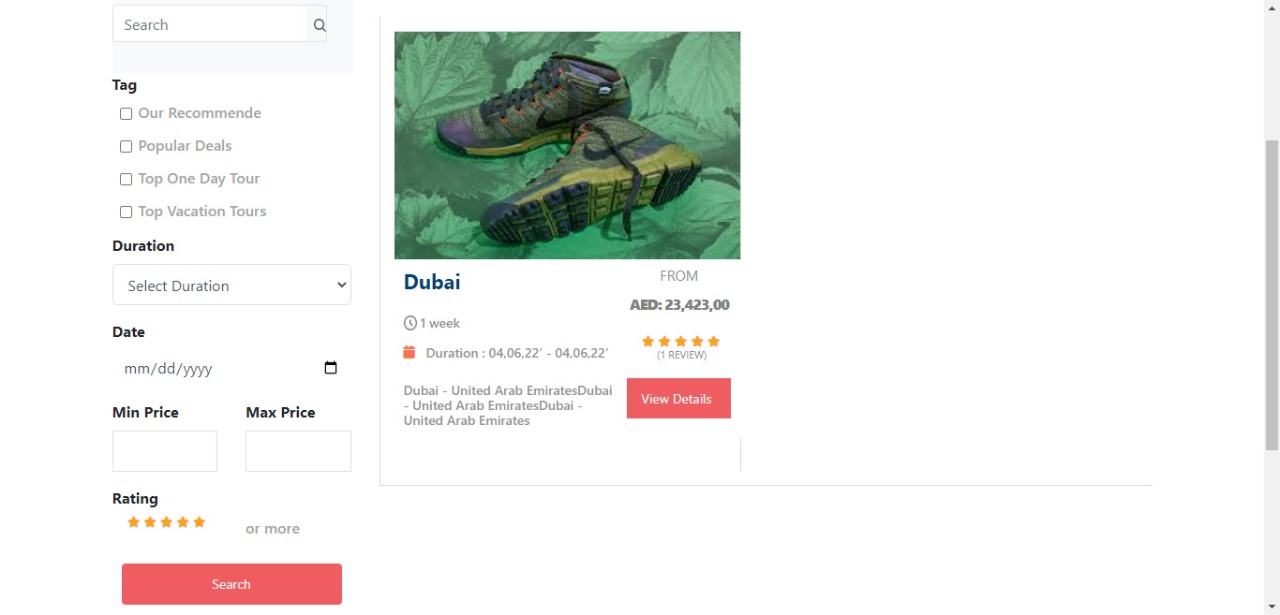 Search
Tag
Our Recommende
Popular Deals
Top One Day Tour
Top Vacation Tours
Duration
Select Duration
Date
mm/dd/yyyy
Min Price
Max Price
Rating
or more
Search
Dubai
1 week
Duration : 04,06,22′ - 04,06,22′
Dubai - United Arab EmiratesDubai
- United Arab EmiratesDubai -
United Arab Emirates
FROM
AED: 23,423,00
(1 REVIEW)
View Details